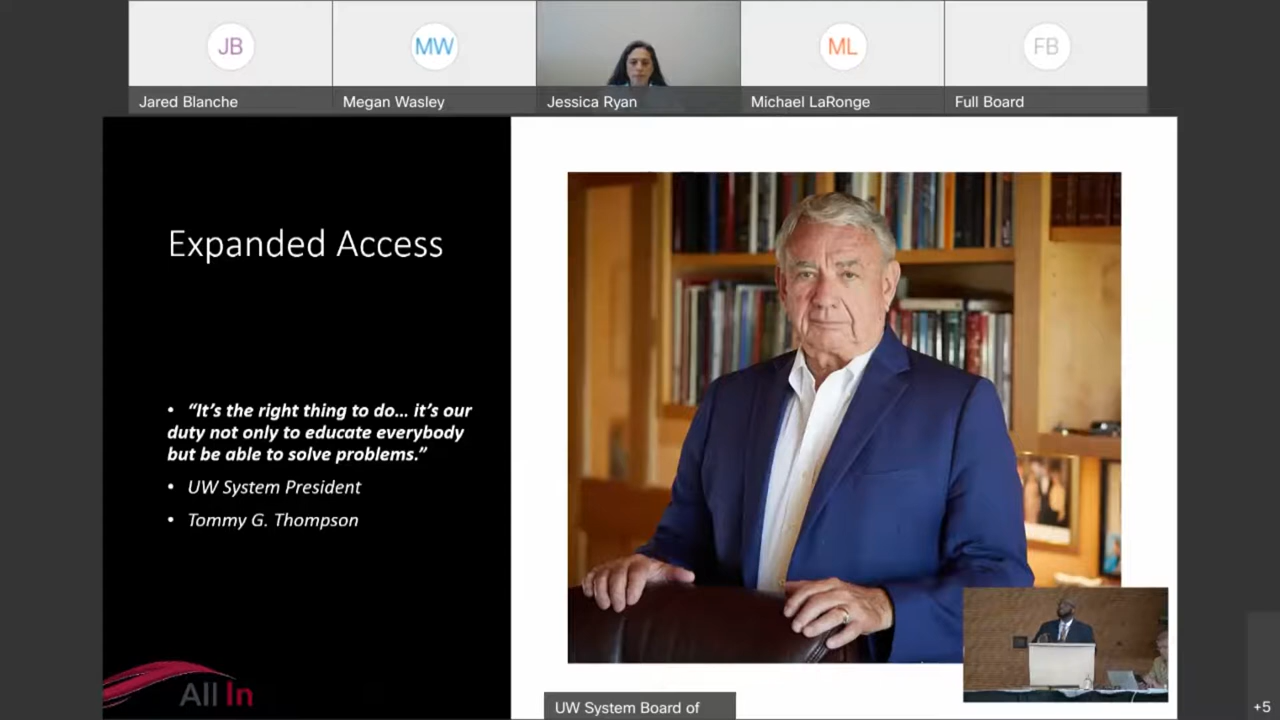 JB
MW
ML
FB
Jared Blanche
Megan Wasley
Jessica Ryan
Michael LaRonge
Full Board
Expanded Access
• “It’s the right thing to do… it’s our
duty not only to educate everybody
but be able to solve problems.”
• UW System President
• Tommy G. Thompson
All In
UW System Board of
+5